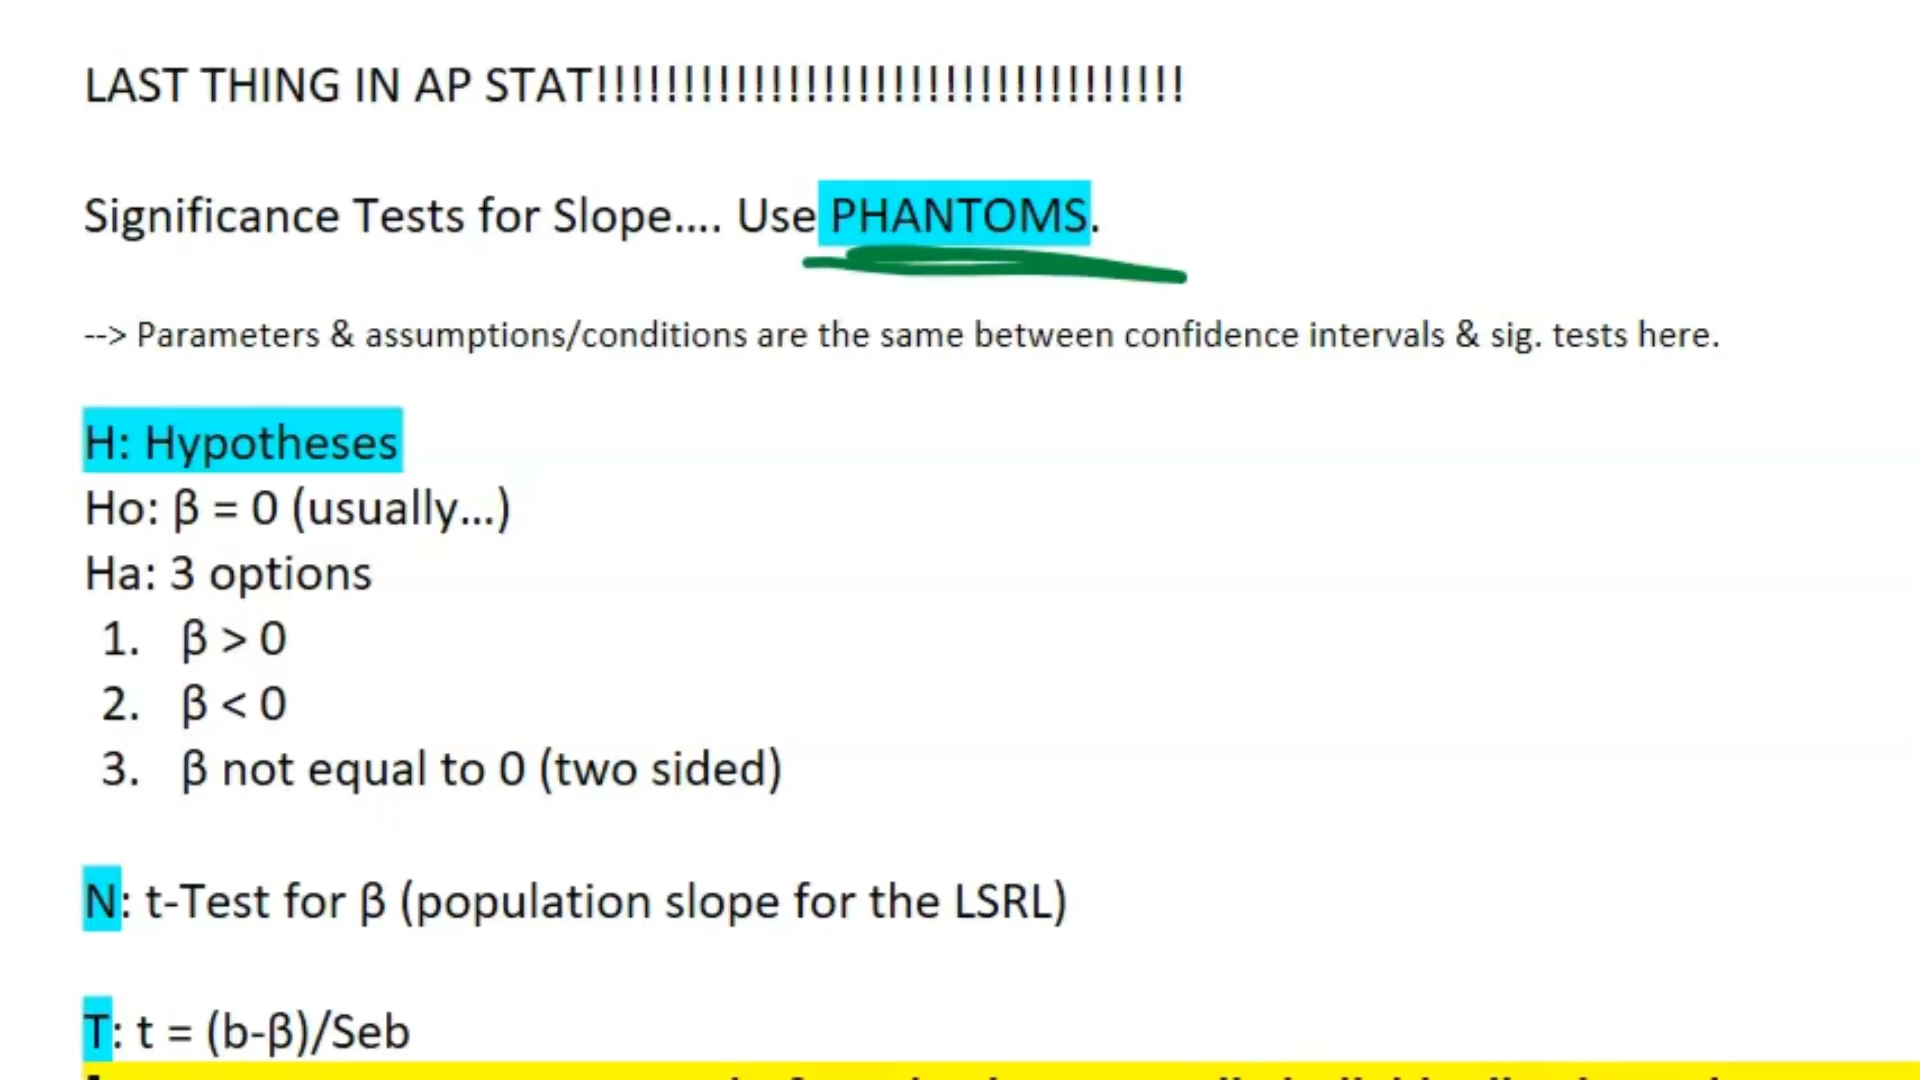 LAST THING IN AP STAT!!!!!!!!!!!!!!!!!!!!!!!!!!!!!!!!!!
Significance Tests for Slope.... Use PHANTOMS.
--> Parameters & assumptions/conditions are the same between confidence intervals & sig. tests here.
H: Hypotheses
Ho: β = 0 (usually...)
Ha: 3 options
1. β > 0
2. β < 0
3. β not equal to 0 (two sided)
N: t-Test for β (population slope for the LSRL)
T: t = (b-β)/Seb